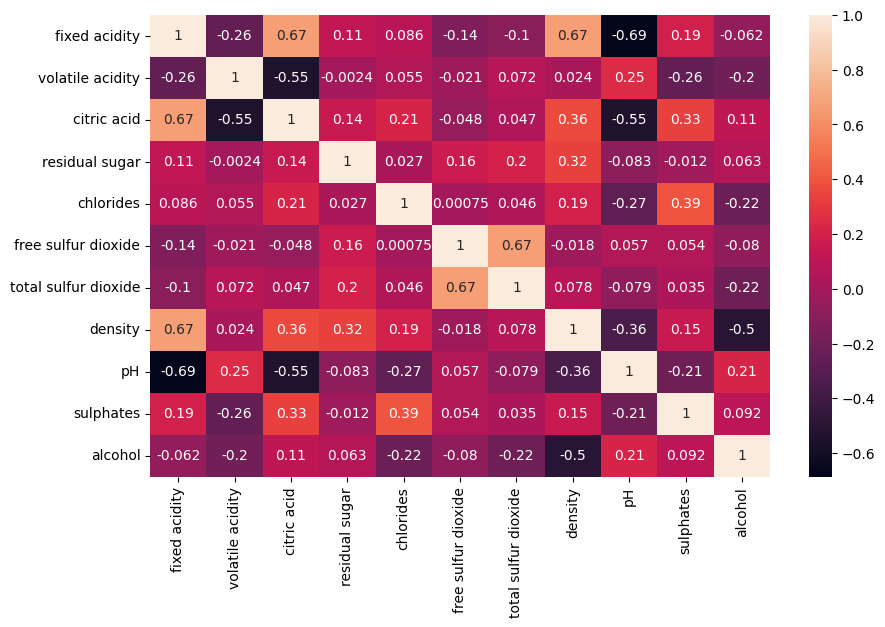 fixed acidity 1 -0.26 0.67 0.11 0.086 -0.14 -0.1 0.67 -0.69 0.19 -0.062
volatile acidity -0.26 1 -0.55 -0.0024 0.055 -0.021 0.072 0.024 0.25 -0.26 -0.2
citric acid 0.67 -0.55 1 0.14 0.21 -0.048 0.047 0.36 -0.55 0.33 0.11
residual sugar 0.11 -0.0024 0.14 1 0.027 0.16 0.2 0.32 -0.083 -0.012 0.063
chlorides 0.086 0.055 0.21 0.027 1 0.00075 0.046 0.19 -0.27 0.39 -0.22
free sulfur dioxide -0.14 -0.021 -0.048 0.16 0.00075 1 0.67 -0.018 0.057 0.054 -0.08
total sulfur dioxide -0.1 0.072 0.047 0.2 0.046 0.67 1 0.078 -0.079 0.035 -0.22
density 0.67 0.024 0.36 0.32 0.19 -0.018 0.078 1 -0.36 0.15 -0.5
pH -0.69 0.25 -0.55 -0.083 -0.27 0.057 -0.079 -0.36 1 -0.21 0.21
sulphates 0.19 -0.26 0.33 -0.012 0.39 0.054 0.035 0.15 -0.21 1 0.092
alcohol -0.062 -0.2 0.11 0.063 -0.22 -0.08 -0.22 -0.5 0.21 0.092 1
fixed acidity
volatile acidity
citric acid
residual sugar
chlorides
free sulfur dioxide
total sulfur dioxide
density
pH
sulphates
alcohol
1.0
0.8
0.6
0.4
0.2
0.0
−0.2
−0.4
−0.6